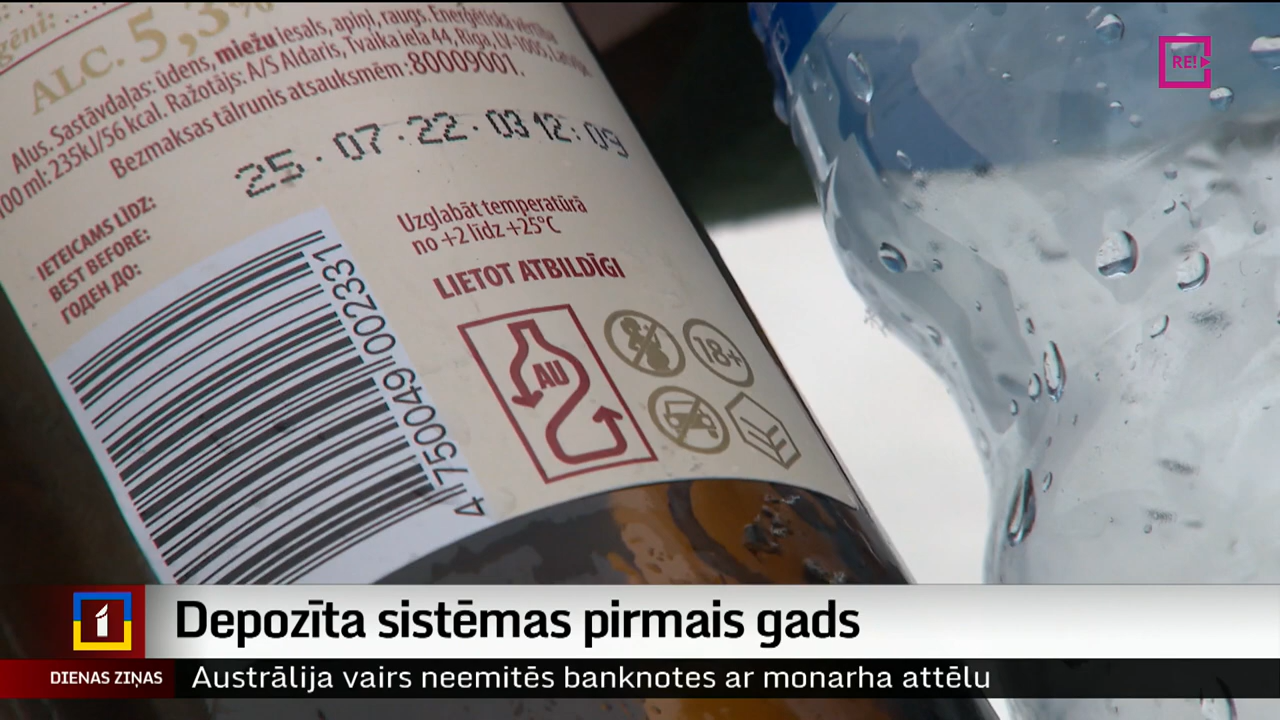 ALC. 5,3%
Alus. Sastāvdaļas: ūdens, miežu iesals, apiņi, raugs. Enerģētiskā vērtība
100 ml: 235kJ/56 kcal. Ražotājs: A/S Aldaris, Tvaika iela 44, Rīga, LV-1005, Latvija.
Bezmaksas tālrunis atsauksmēm: 80009001.
25.07.22.03 12:09
IETEICAMS LĪDZ:
BEST BEFORE:
ГОДЕН ДО:
Uzglabāt temperatūrā
no +2 līdz +25°C
LIETOT ATBILDĪGI
AU
18+
4 750049 002331
RE!
1
Depozīta sistēmas pirmais gads
DIENAS ZIŅAS
Austrālija vairs neemitēs banknotes ar monarha attēlu